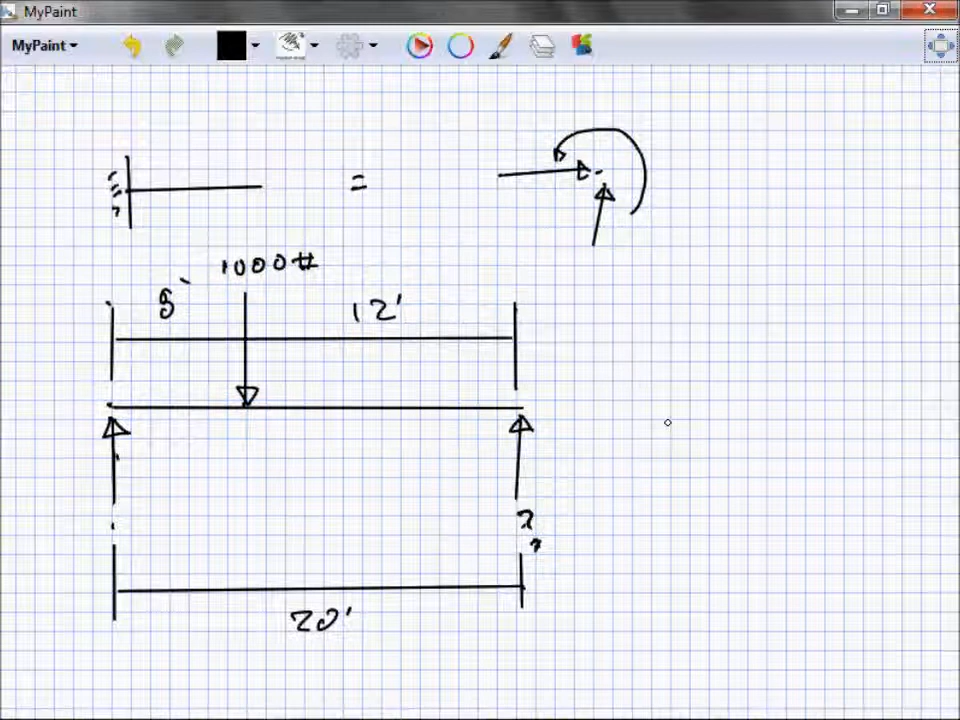 MyPaint
MyPaint
=
1000#
8' 12'
?
20'